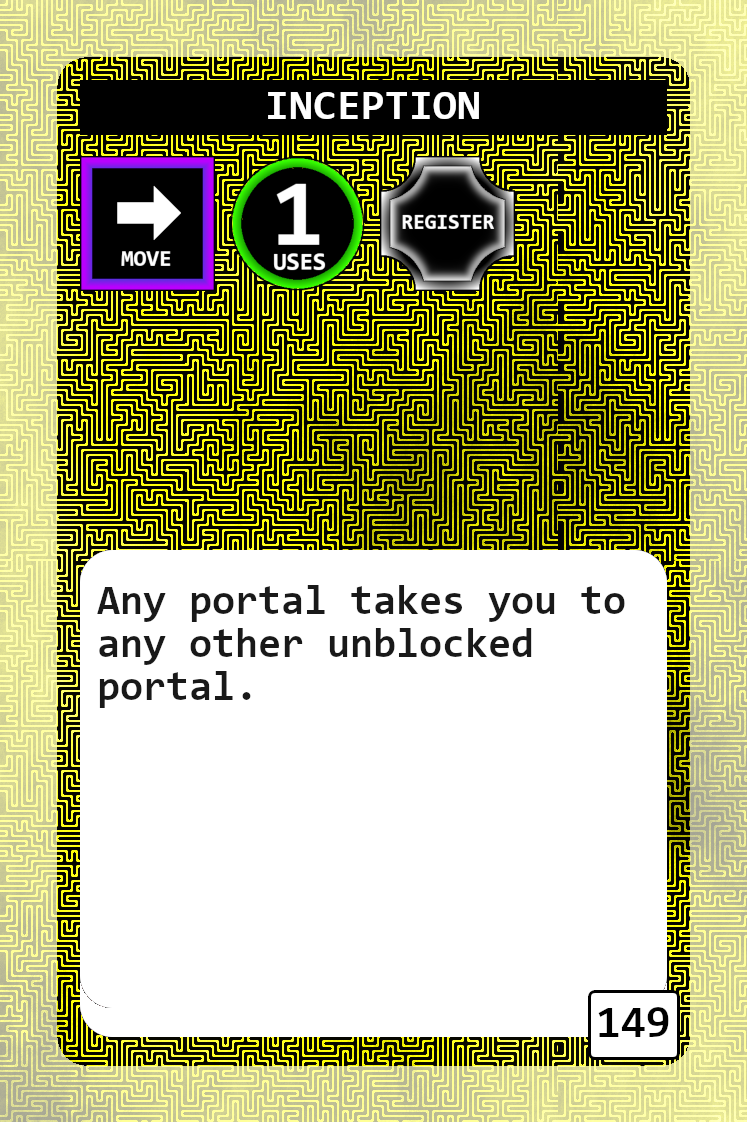 INCEPTION
MOVE
1
USES
REGISTER
Any portal takes you to
any other unblocked
portal.
149